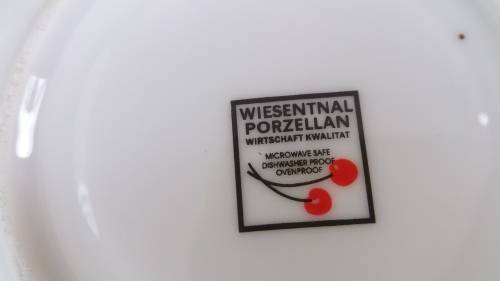 WIESENTNAL
PORZELLAN
WIRTSCHAFT KWALITAT
MICROWAVE SAFE
DISHWASHER PROOF
OVENPROOF